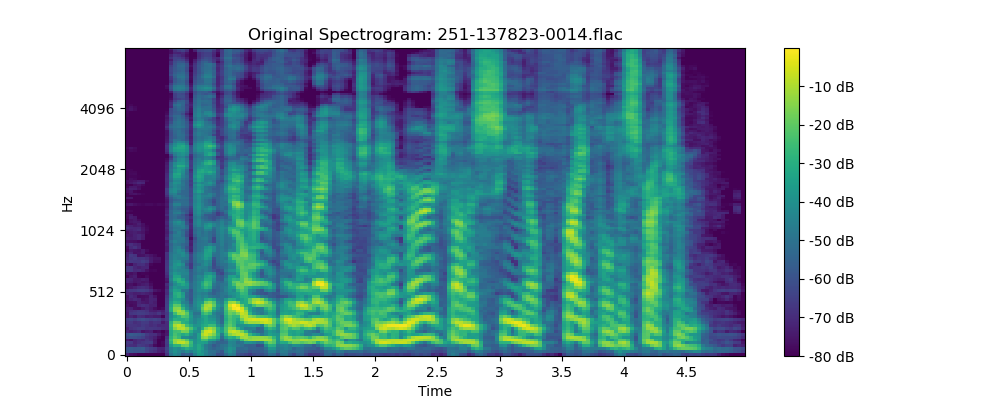 Original Spectrogram: 251-137823-0014.flac
Hz
4096
2048
1024
512
0
0 0.5 1 1.5 2 2.5 3 3.5 4 4.5
Time
-10 dB
-20 dB
-30 dB
-40 dB
-50 dB
-60 dB
-70 dB
-80 dB